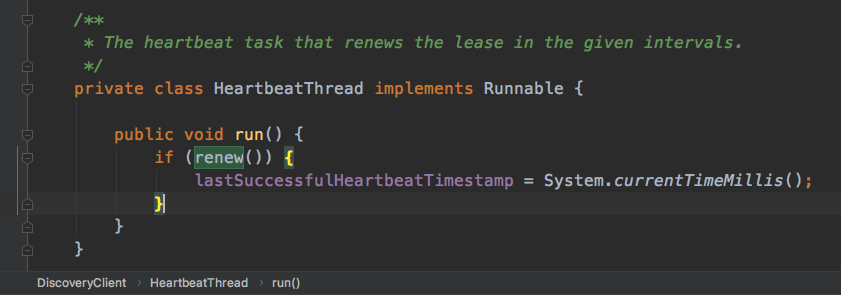 /**
* The heartbeat task that renews the lease in the given intervals.
*/
private class HeartbeatThread implements Runnable {
public void run() {
if (renew()) {
lastSuccessfulHeartbeatTimestamp = System.currentTimeMillis();
}
}
}
DiscoveryClient › HeartbeatThread › run()